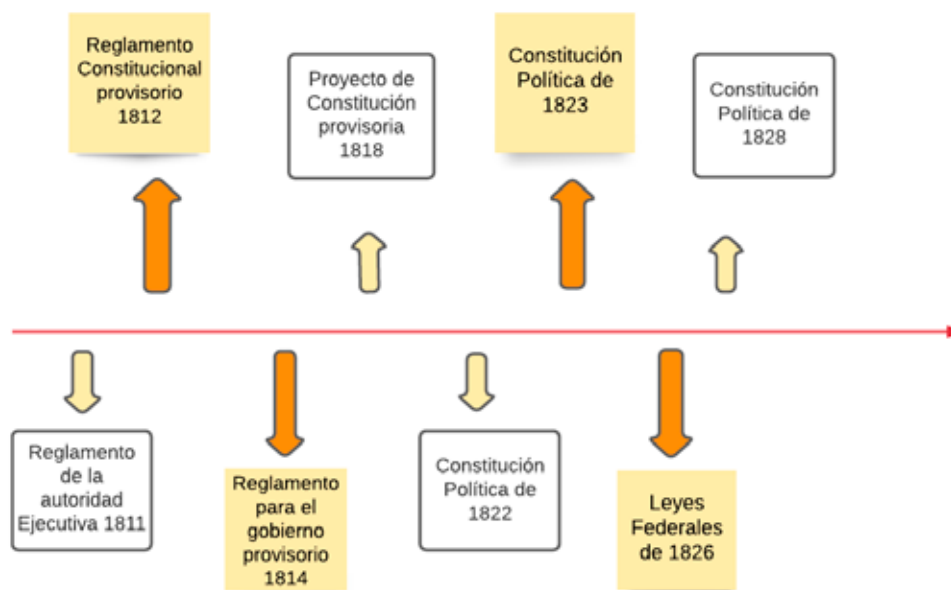 Reglamento
Constitucional
provisorio
1812
Proyecto de
Constitución
provisoria
1818
Constitución
Política de
1823
Constitución
Política de
1828
Reglamento
de la
autoridad
Ejecutiva 1811
Reglamento
para el
gobierno
provisorio
1814
Constitución
Política de
1822
Leyes
Federales
de 1826